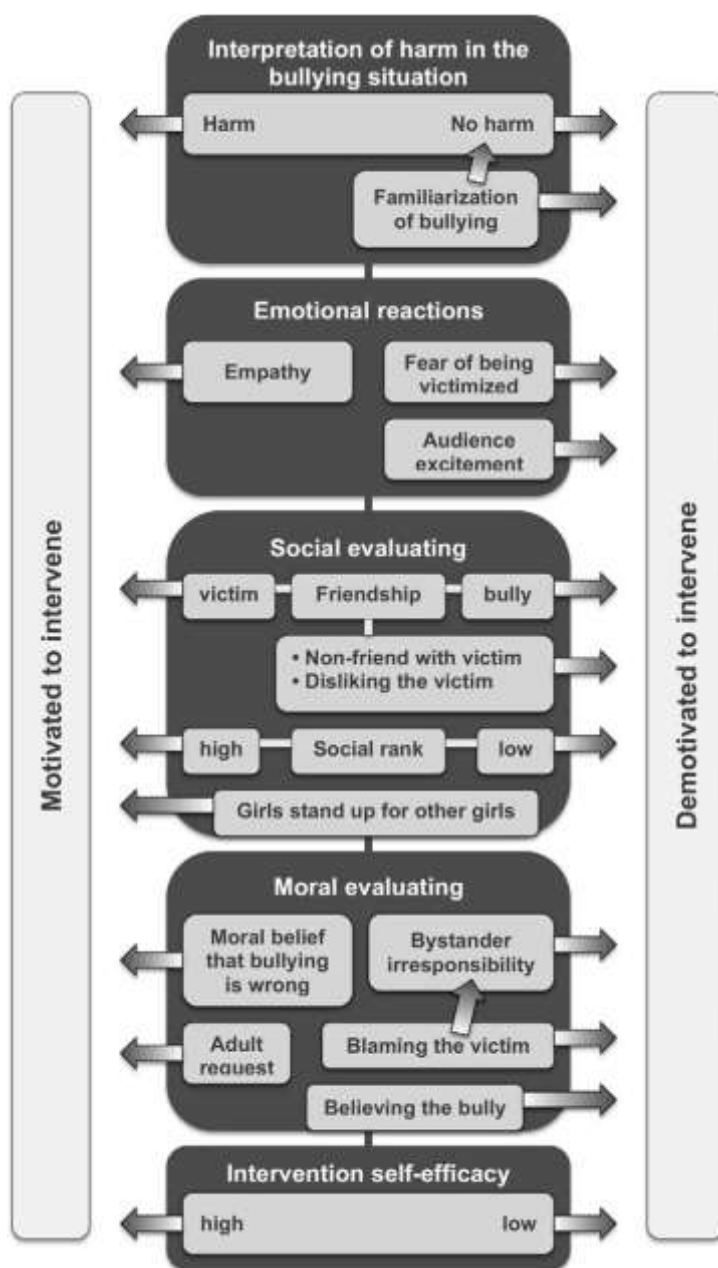 Interpretation of harm in the
bullying situation
Harm
No harm
Familiarization
of bullying
Emotional reactions
Empathy
Fear of being
victimized
Audience
excitement
Social evaluating
victim
Friendship
bully
• Non-friend with victim
• Disliking the victim
high
Social rank
low
Girls stand up for other girls
Moral evaluating
Moral belief
that bullying
is wrong
Bystander
irresponsibility
Adult
request
Blaming the victim
Believing the bully
Intervention self-efficacy
high
low
Motivated to intervene
Demotivated to intervene